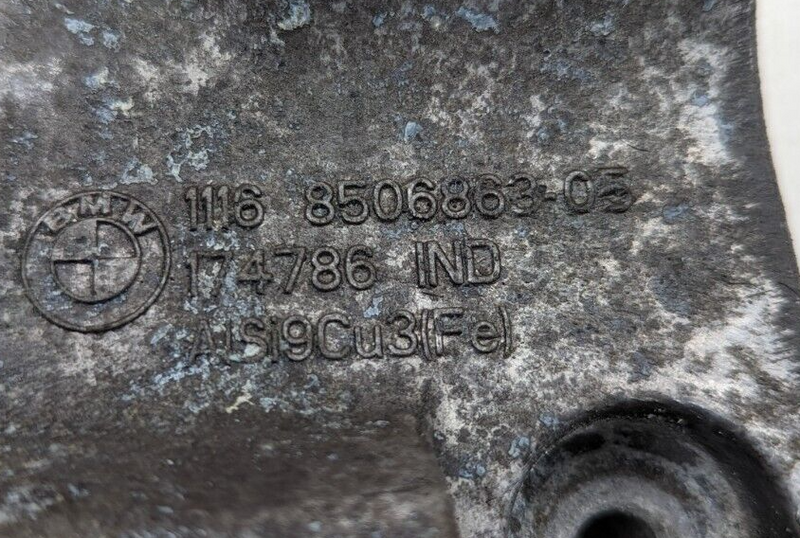 BMW
1116 8506863-05
174786 IND
AlSi9Cu3(Fe)